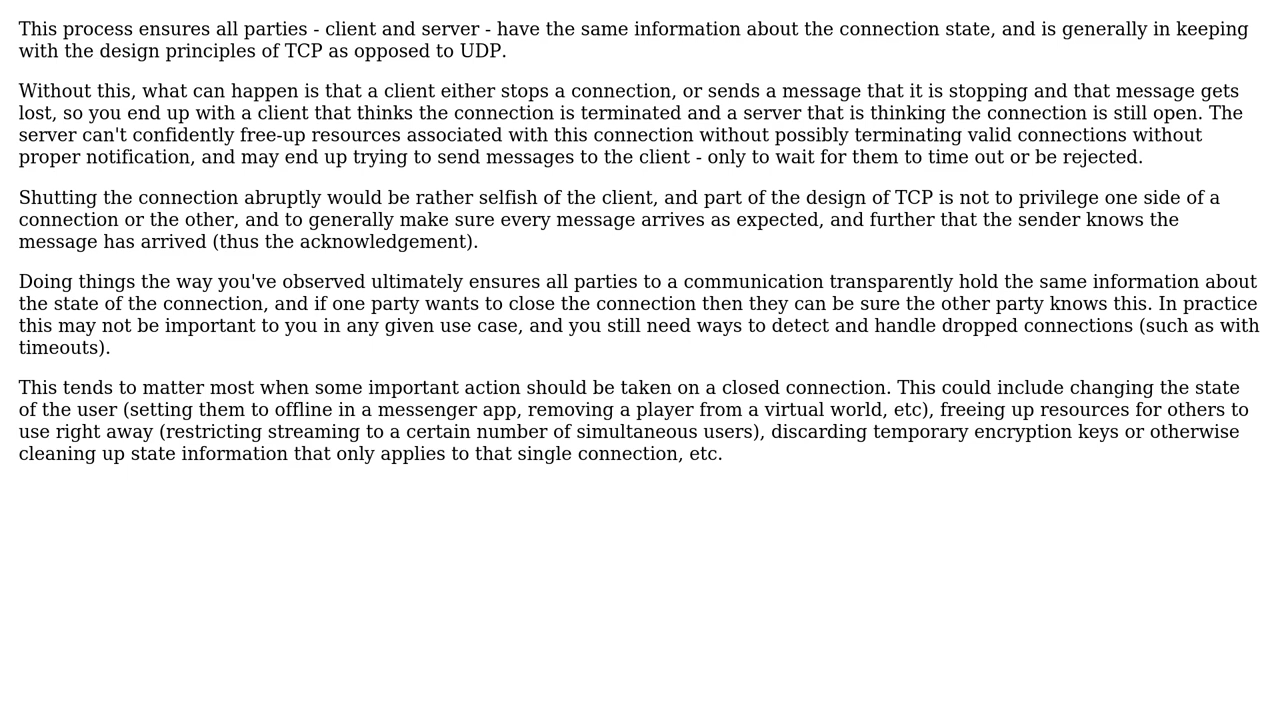 This process ensures all parties - client and server - have the same information about the connection state, and is generally in keeping
with the design principles of TCP as opposed to UDP.
Without this, what can happen is that a client either stops a connection, or sends a message that it is stopping and that message gets
lost, so you end up with a client that thinks the connection is terminated and a server that is thinking the connection is still open. The
server can't confidently free-up resources associated with this connection without possibly terminating valid connections without
proper notification, and may end up trying to send messages to the client - only to wait for them to time out or be rejected.
Shutting the connection abruptly would be rather selfish of the client, and part of the design of TCP is not to privilege one side of a
connection or the other, and to generally make sure every message arrives as expected, and further that the sender knows the
message has arrived (thus the acknowledgement).
Doing things the way you've observed ultimately ensures all parties to a communication transparently hold the same information about
the state of the connection, and if one party wants to close the connection then they can be sure the other party knows this. In practice
this may not be important to you in any given use case, and you still need ways to detect and handle dropped connections (such as with
timeouts).
This tends to matter most when some important action should be taken on a closed connection. This could include changing the state
of the user (setting them to offline in a messenger app, removing a player from a virtual world, etc), freeing up resources for others to
use right away (restricting streaming to a certain number of simultaneous users), discarding temporary encryption keys or otherwise
cleaning up state information that only applies to that single connection, etc.